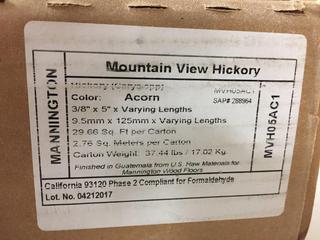 Mountain View Hickory
Hickory (Carya spp)
MVH05AC1
Color: Acorn
SAP# 288964
3/8" x 5" x Varying Lengths
9.5mm x 125mm x Varying Lengths
29.66 Sq. Ft per Carton
2.76 Sq. Meters per Carton
Carton Weight: 37.44 lbs / 17.02 Kg.
Finished in Guatemala from U.S. Raw Materials for
Mannington Wood Floors
MANNINGTON
MVH05AC1
California 93120 Phase 2 Compliant for Formaldehyde
Lot. No. 04212017